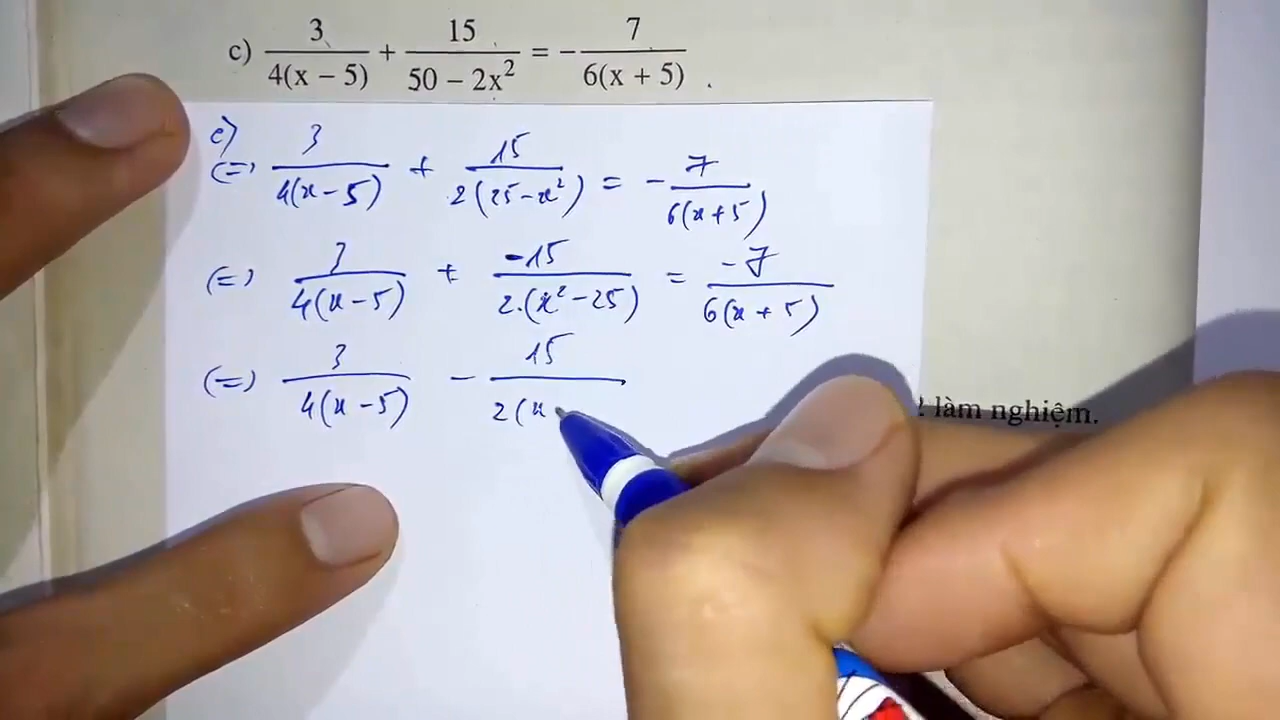 c) 3/4(x − 5) + 15/50 − 2x² = − 7/6(x + 5) .
c)
(=) 3/4(x − 5) + 15/2(25 − x²) = − 7/6(x + 5)
(=) 3/4(x − 5) + −15/2.(x² − 25) = −7/6(x + 5)
(=) 3/4(x − 5) − 15/2(x
làm nghiệm.